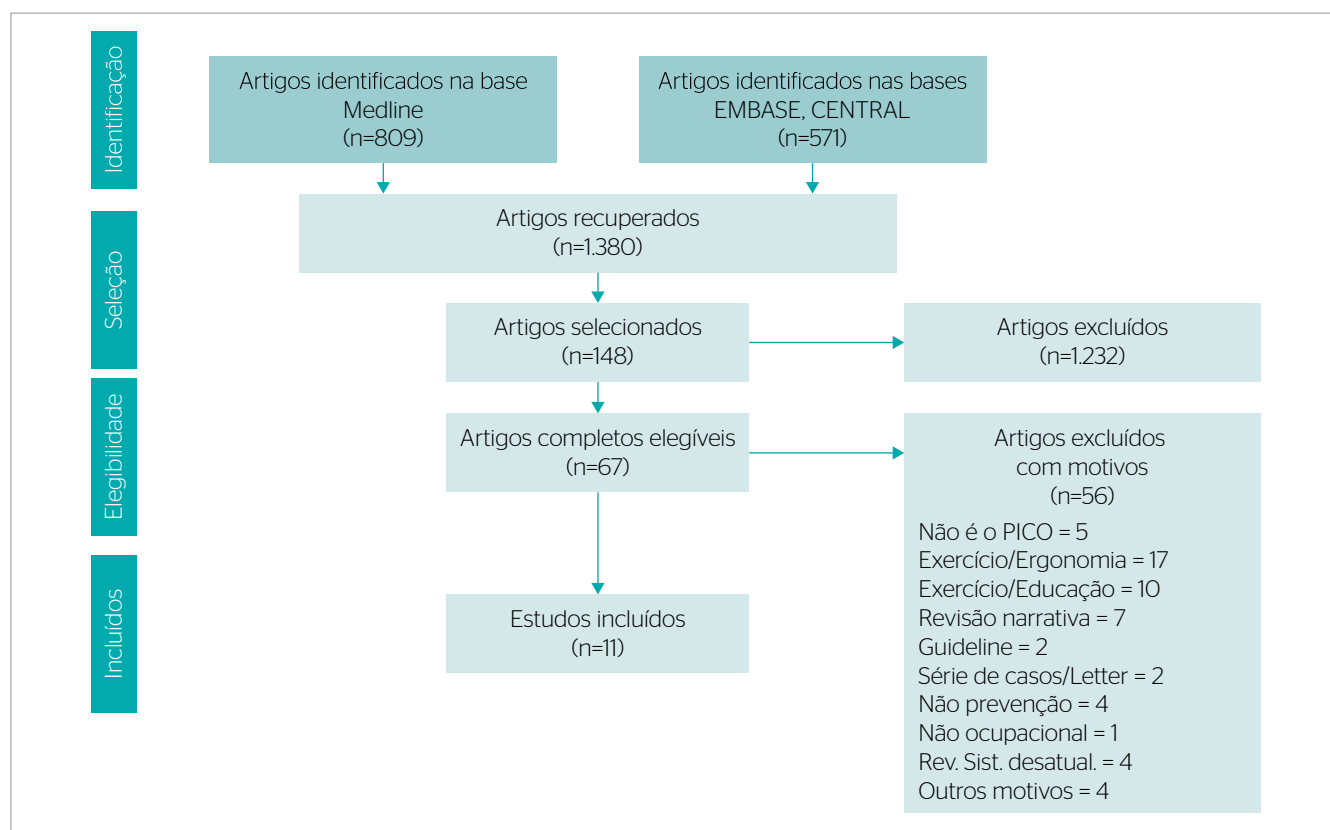 Identificação
Artigos identificados na base
Medline
(n=809)
Artigos identificados nas bases
EMBASE, CENTRAL
(n=571)
Seleção
Artigos recuperados
(n=1.380)
Artigos selecionados
(n=148)
Artigos excluídos
(n=1.232)
Elegibilidade
Artigos completos elegíveis
(n=67)
Artigos excluídos
com motivos
(n=56)
Não é o PICO = 5
Exercício/Ergonomia = 17
Exercício/Educação = 10
Revisão narrativa = 7
Guideline = 2
Série de casos/Letter = 2
Não prevenção = 4
Não ocupacional = 1
Rev. Sist. desatual. = 4
Outros motivos = 4
Incluídos
Estudos incluídos
(n=11)